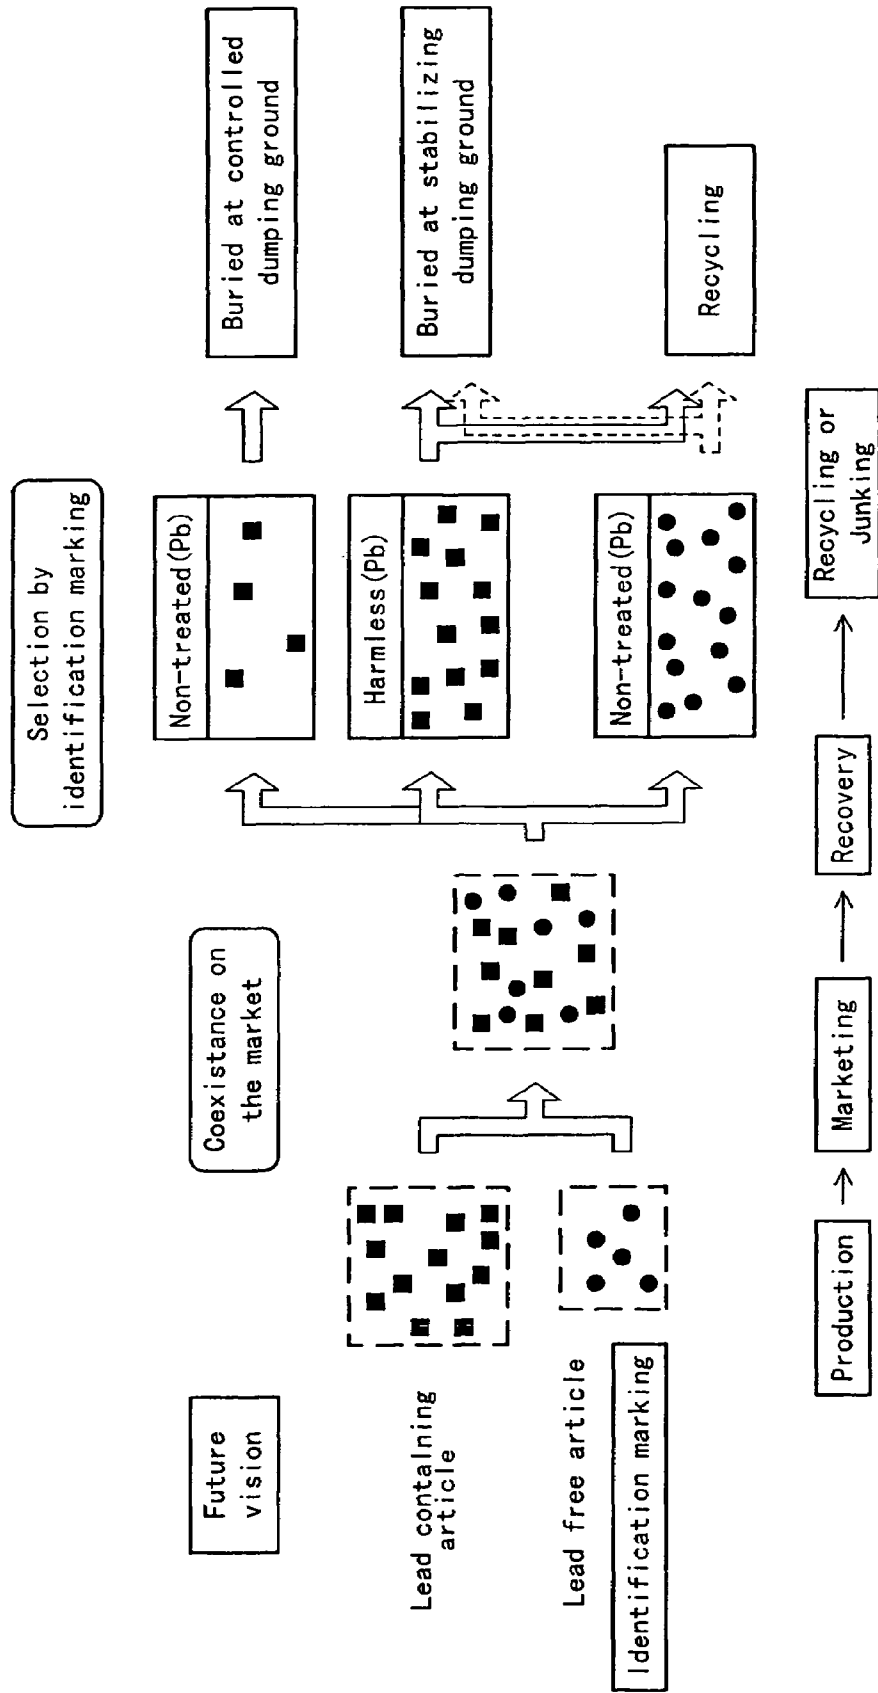 Future
vision
Coexistance on
the market
Selection by
identification marking
Lead containing
article
Lead free article
Identification marking
Non-treated(Pb)
Harmless(Pb)
Non-treated(Pb)
Buried at controlled
dumping ground
Buried at stabilizing
dumping ground
Recycling
Production
Marketing
Recovery
Recycling or
Junking